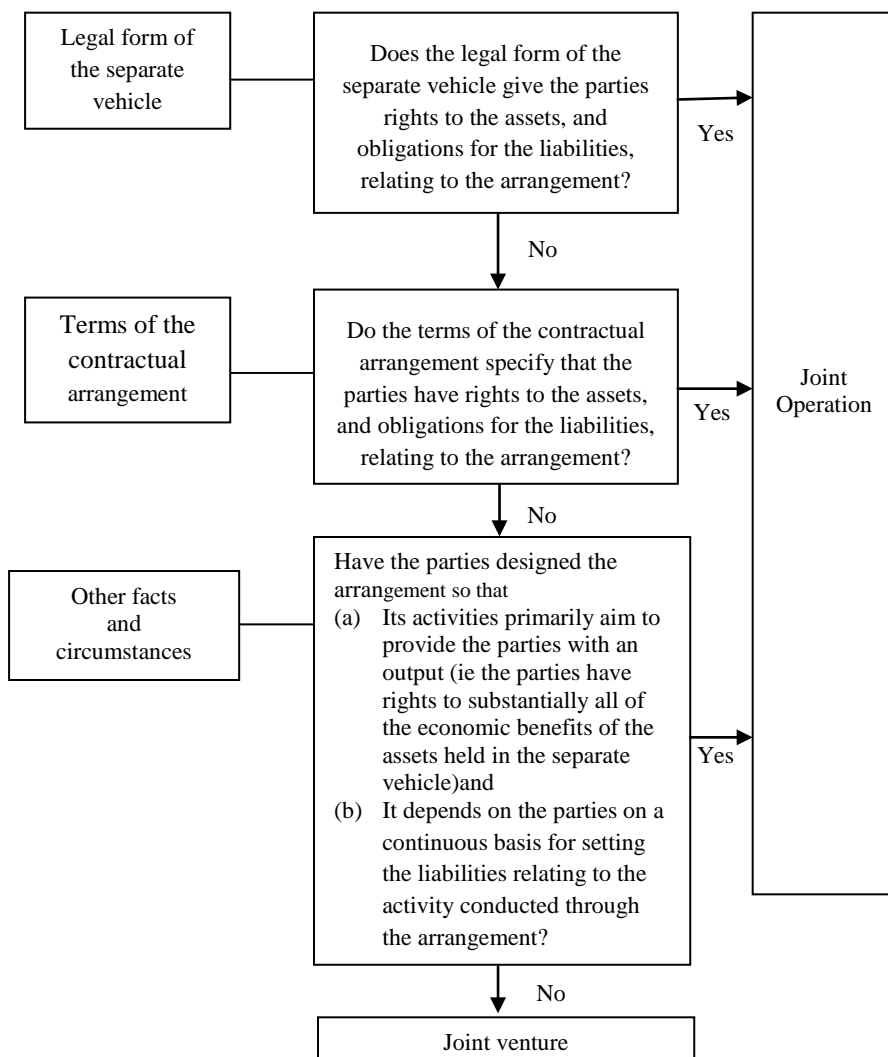 Legal form of
the separate
vehicle
Does the legal form of the
separate vehicle give the parties
rights to the assets, and
obligations for the liabilities,
relating to the arrangement?
Yes
No
Terms of the
contractual
arrangement
Do the terms of the contractual
arrangement specify that the
parties have rights to the assets,
and obligations for the liabilities,
relating to the arrangement?
Yes
Joint
Operation
No
Other facts
and
circumstances
Have the parties designed the
arrangement so that
(a) Its activities primarily aim to
provide the parties with an
output (ie the parties have
rights to substantially all of
the economic benefits of the
assets held in the separate
vehicle)and
(b) It depends on the parties on a
continuous basis for setting
the liabilities relating to the
activity conducted through
the arrangement?
Yes
No
Joint venture